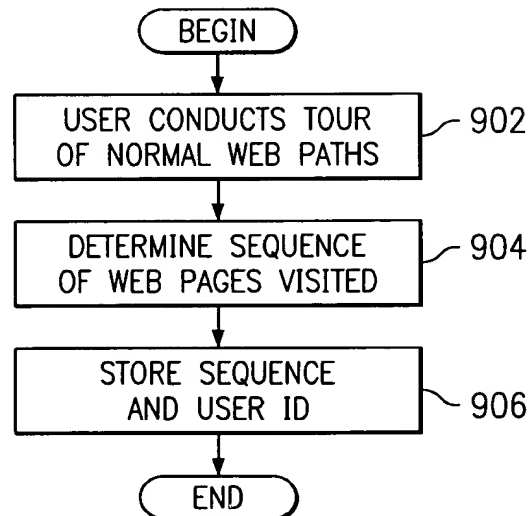 BEGIN
USER CONDUCTS TOUR
OF NORMAL WEB PATHS
902
DETERMINE SEQUENCE
OF WEB PAGES VISITED
904
STORE SEQUENCE
AND USER ID
906
END